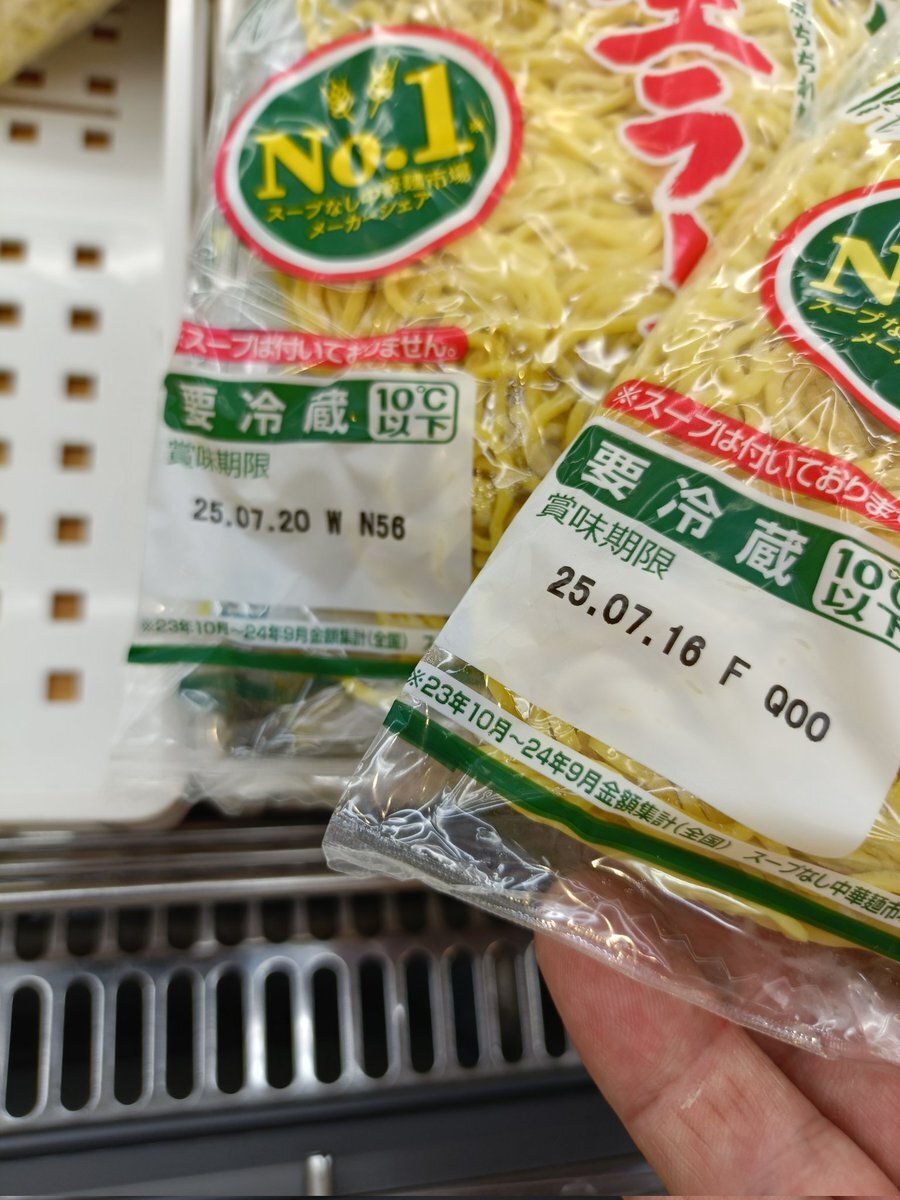 No.1
スープなし中華麺市場
メーカーシェア
生ラー
スープは付いておりません。
要冷蔵
10℃
以下
賞味期限
25.07.20 W N56
※23年10月～24年9月金額集計(全国)
スープな
メー
※スープは付いておりませ
要冷蔵
10℃
以下
賞味期限
25.07.16 F Q00
※23年10月～24年9月金額集計(全国) スープなし中華麺市